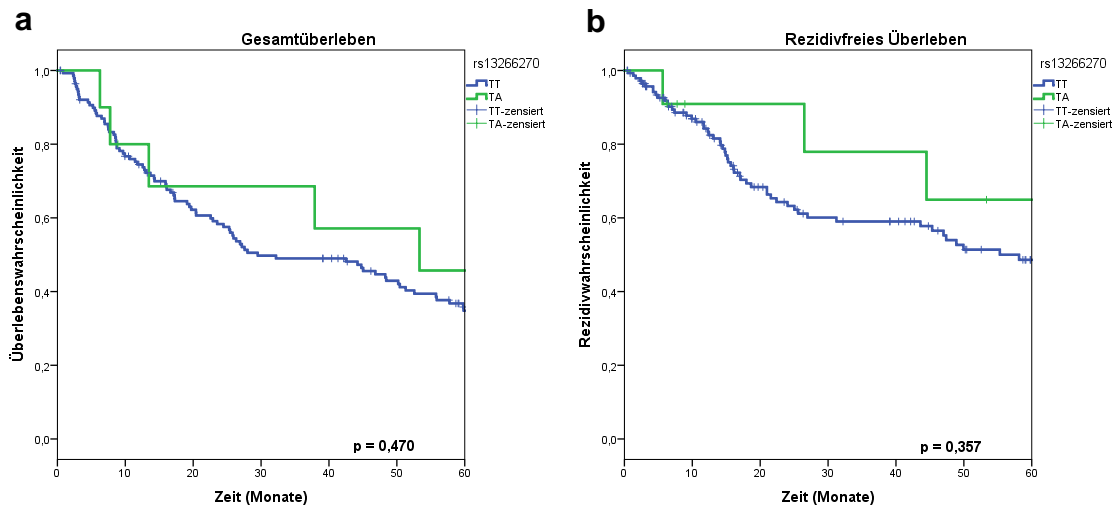 a
Gesamtüberleben
Überlebenswahrscheinlichkeit
1,0
0,8
0,6
0,4
0,2
0,0
0 10 20 30 40 50 60
Zeit (Monate)
p = 0,470
rs13266270
TT
TA
TT-zensiert
TA-zensiert
b
Rezidivfreies Überleben
Rezidivwahrscheinlichkeit
1,0
0,8
0,6
0,4
0,2
0,0
0 10 20 30 40 50 60
Zeit (Monate)
p = 0,357
rs13266270
TT
TA
TT-zensiert
TA-zensiert